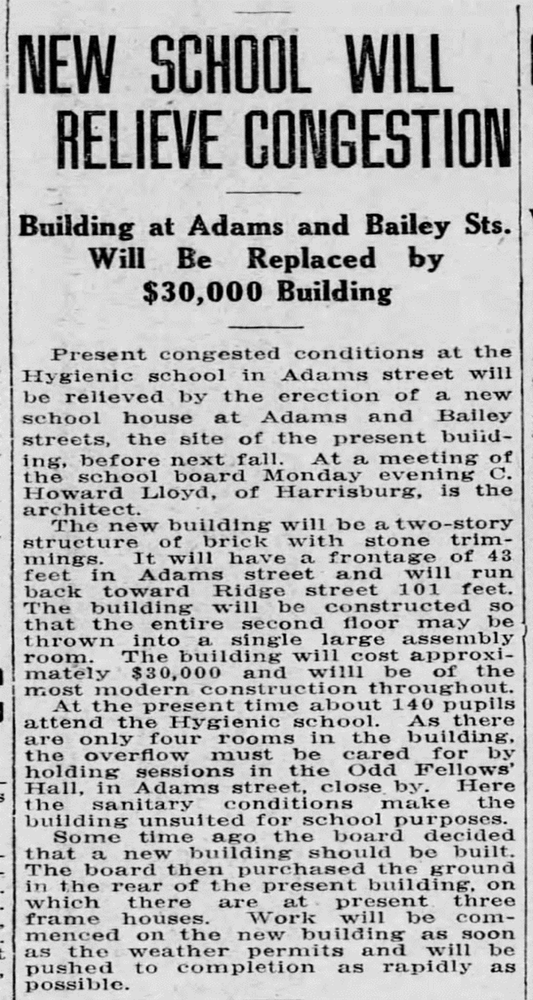 NEW SCHOOL WILL
RELIEVE CONGESTION
Building at Adams and Bailey Sts.
Will Be Replaced by
$30,000 Building
Present congested conditions at the
Hygienic school in Adams street will
be relieved by the erection of a new
school house at Adams and Bailey
streets, the site of the present buiid-
ing, before next fall. At a meeting of
the school board Monday evening C.
Howard Lloyd, of Harrisburg, is the
architect.
The new building will be a two-story
structure of brick with stone trim-
mings. It will have a frontage of 43
feet in Adams street and will run
back toward Ridge street 101 feet.
The building will be constructed so
that the entire second floor may be
thrown into a single large assembly
room. The building will cost approxi-
mately $30,000 and willl be of the
most modern construction throughout.
At the present time about 140 pupils
attend the Hygienic school. As there
are only four rooms in the building,
the overflow must be cared for by
holding sessions in the Odd Fellows'
Hall, in Adams street, close by. Here
the sanitary conditions make the
building unsuited for school purposes.
Some time ago the board decided
that a new building should be built.
The board then purchased the ground
in the rear of the present building, on
which there are at present three
frame houses. Work will be com-
menced on the new building as soon
as the weather permits and will be
pushed to completion as rapidly as
possible.